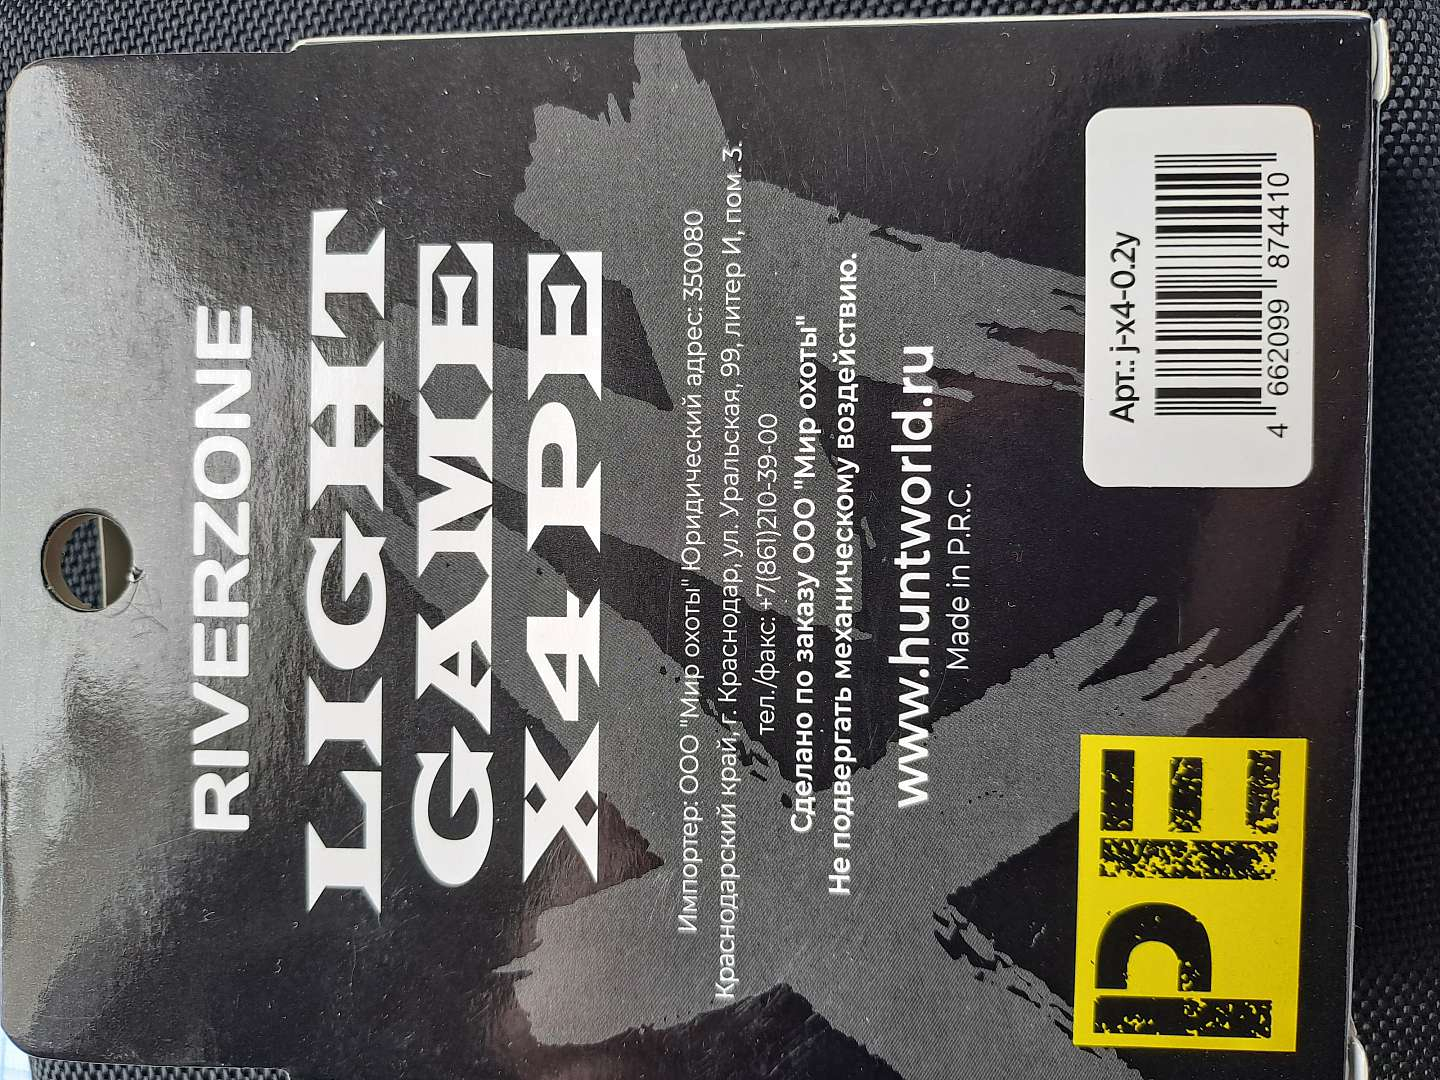 RIVERZONE
LIGHT
GAME
X4PE
Импортер: ООО "Мир охоты" Юридический адрес: 350080
Краснодарский край, г. Краснодар, ул. Уральская, 99, литер И, пом. 3.
тел./факс: +7(861)210-39-00
Сделано по заказу ООО "Мир охоты"
Не подвергать механическому воздействию.
www.huntworld.ru
Made in P.R.C.
PE
Арт.: j-x4-0.2y
4 662099 874410